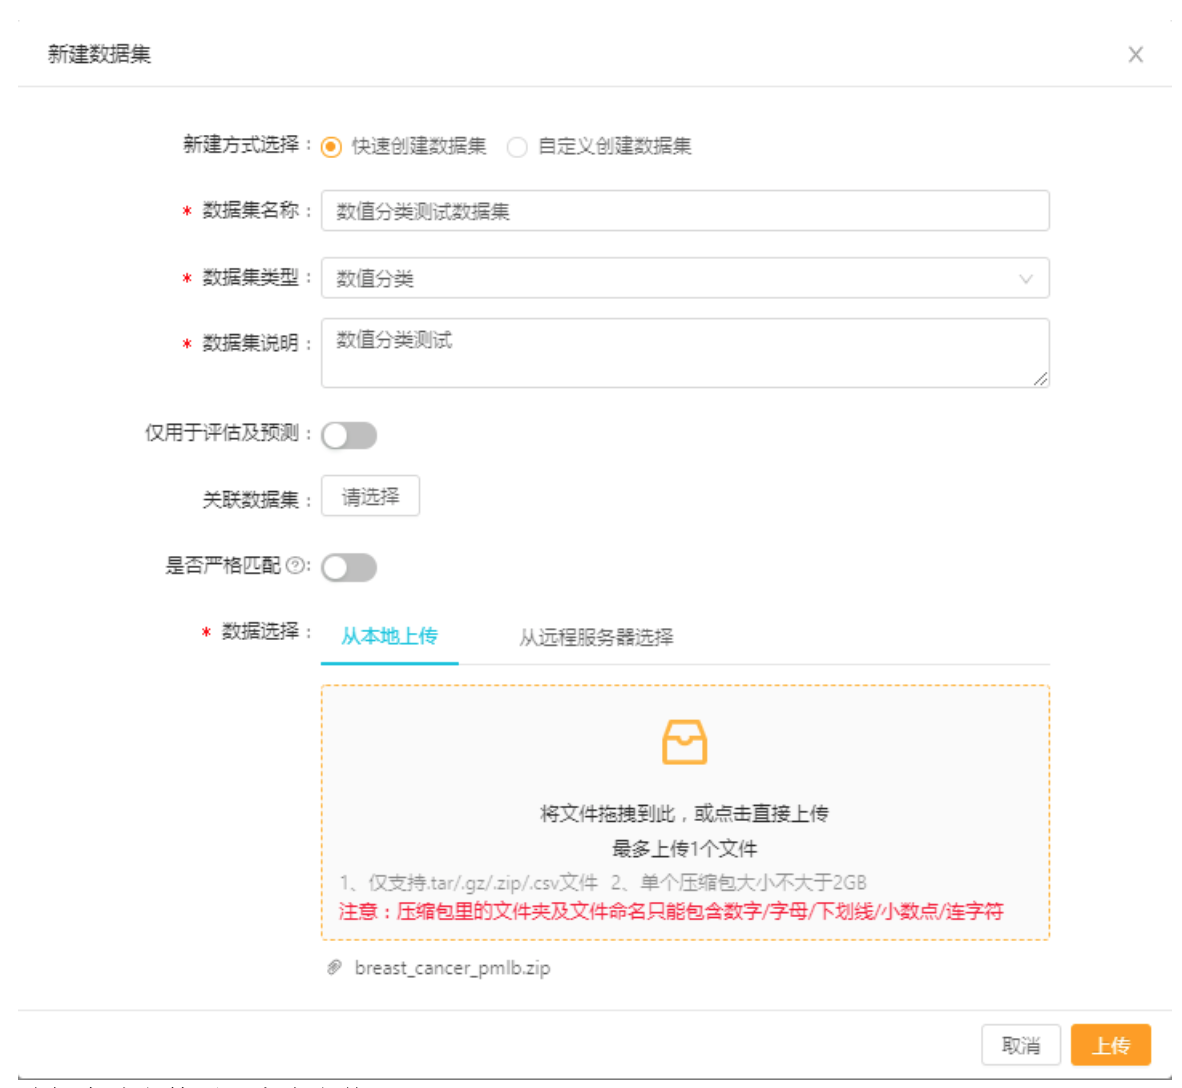 新建数据集
新建方式选择： 快速创建数据集 自定义创建数据集
* 数据集名称： 数值分类测试数据集
* 数据集类型： 数值分类
* 数据集说明： 数值分类测试
仅用于评估及预测：
关联数据集： 请选择
是否严格匹配?:
* 数据选择： 从本地上传 从远程服务器选择
将文件拖拽到此，或点击直接上传
最多上传1个文件
1、仅支持.tar/.gz/.zip/.csv文件 2、单个压缩包大小不大于2GB
注意：压缩包里的文件夹及文件命名只能包含数字/字母/下划线/小数点/连字符
breast_cancer_pmlb.zip
取消 上传